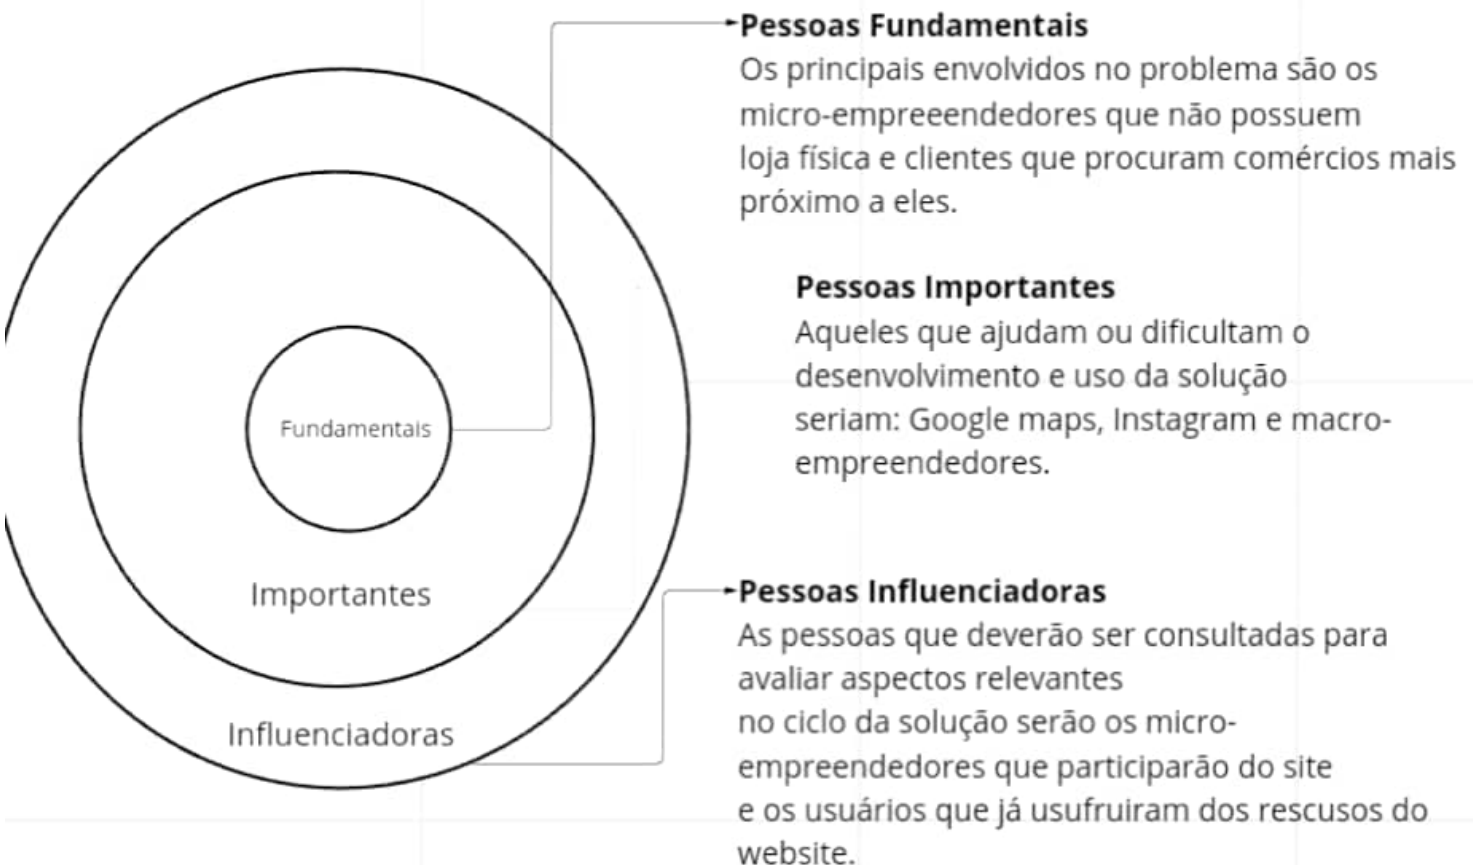 Pessoas Fundamentais
Os principais envolvidos no problema são os
micro-empreeendedores que não possuem
loja física e clientes que procuram comércios mais
próximo a eles.
Pessoas Importantes
Aqueles que ajudam ou dificultam o
desenvolvimento e uso da solução
seriam: Google maps, Instagram e macro-
empreendedores.
Pessoas Influenciadoras
As pessoas que deverão ser consultadas para
avaliar aspectos relevantes
no ciclo da solução serão os micro-
empreendedores que participarão do site
e os usuários que já usufruiram dos rescusos do
website.
Fundamentais
Importantes
Influenciadoras